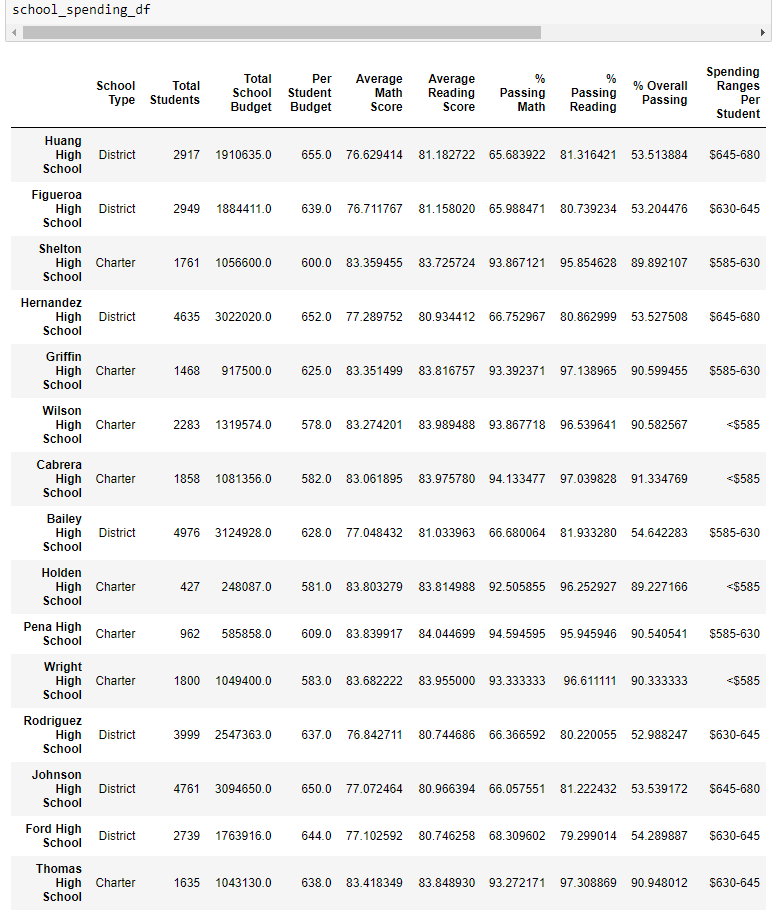 school_spending_df
School Type Total Students Total School Budget Per Student Budget Average Math Score Average Reading Score % Passing Math % Passing Reading % Overall Passing Spending Ranges Per Student
Huang High School District 2917 1910635.0 655.0 76.629414 81.182722 65.683922 81.316421 53.513884 $645-680
Figueroa High School District 2949 1884411.0 639.0 76.711767 81.158020 65.988471 80.739234 53.204476 $630-645
Shelton High School Charter 1761 1056600.0 600.0 83.359455 83.725724 93.867121 95.854628 89.892107 $585-630
Hernandez High School District 4635 3022020.0 652.0 77.289752 80.934412 66.752967 80.862999 53.527508 $645-680
Griffin High School Charter 1468 917500.0 625.0 83.351499 83.816757 93.392371 97.138965 90.599455 $585-630
Wilson High School Charter 2283 1319574.0 578.0 83.274201 83.989488 93.867718 96.539641 90.582567 <$585
Cabrera High School Charter 1858 1081356.0 582.0 83.061895 83.975780 94.133477 97.039828 91.334769 <$585
Bailey High School District 4976 3124928.0 628.0 77.048432 81.033963 66.680064 81.933280 54.642283 $585-630
Holden High School Charter 427 248087.0 581.0 83.803279 83.814988 92.505855 96.252927 89.227166 <$585
Pena High School Charter 962 585858.0 609.0 83.839917 84.044699 94.594595 95.945946 90.540541 $585-630
Wright High School Charter 1800 1049400.0 583.0 83.682222 83.955000 93.333333 96.611111 90.333333 <$585
Rodriguez High School District 3999 2547363.0 637.0 76.842711 80.744686 66.366592 80.220055 52.988247 $630-645
Johnson High School District 4761 3094650.0 650.0 77.072464 80.966394 66.057551 81.222432 53.539172 $645-680
Ford High School District 2739 1763916.0 644.0 77.102592 80.746258 68.309602 79.299014 54.289887 $630-645
Thomas High School Charter 1635 1043130.0 638.0 83.418349 83.848930 93.272171 97.308869 90.948012 $630-645